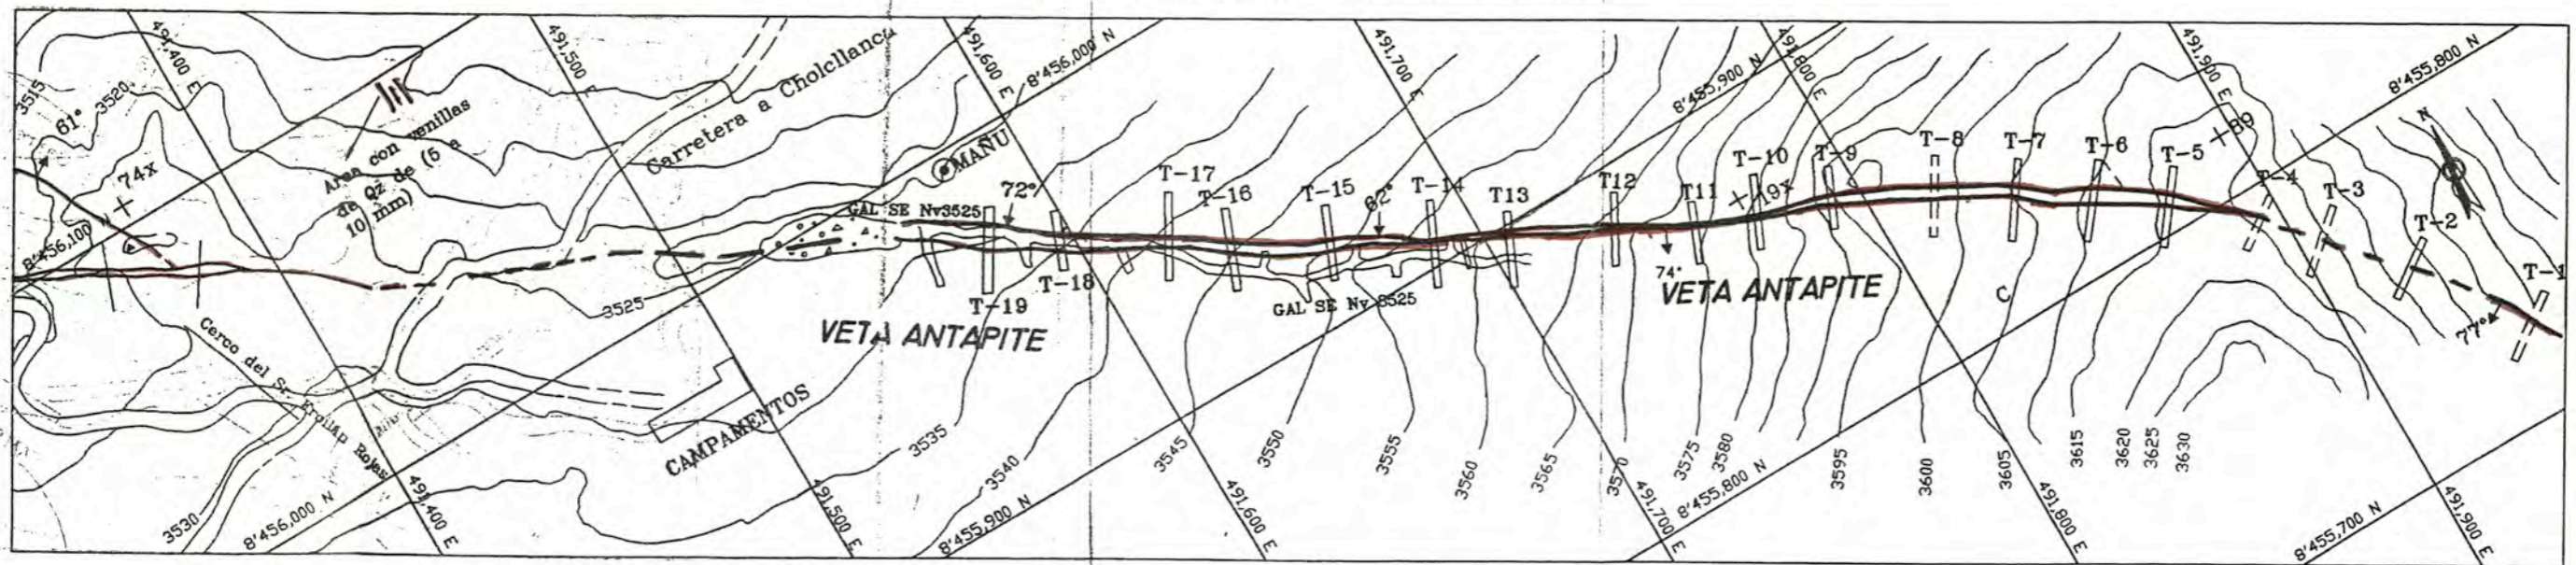 491,400 E
491,500 E
491,600 E
8'456,000 N
491,700 E
8'455,900 N
491,800 E
491,900 E
8'455,800 N
3515
61°
3520
74x
8'456,100 N
Area con venillas
de Qz de (5 a
10 mm)
Carretera a Cholcllanca
MAÑU
72°
GAL SE Nv3525
T-17
T-16
T-15
62°
T-14
T13
T12
T11
T-10
19x
T-9
T-8
T-7
T-6
T-5
89
T-4
T-3
T-2
T-1
N
77°
74°
T-19
T-18
3525
VETA ANTAPITE
GAL SE Nv 3525
VETA ANTAPITE
C
Cerco del Sr.
Rojas
CAMPAMENTOS
3530
8'456,000 N
491,400 E
491,500 E
3535
3540
8'455,900 N
3545
491,600 E
3550
3555
3560
3565
3570
491,700 E
3575
3580
8'455,800 N
3595
3600
3605
491,800 E
3615
3620
3625
3630
8'455,700 N
491,900 E